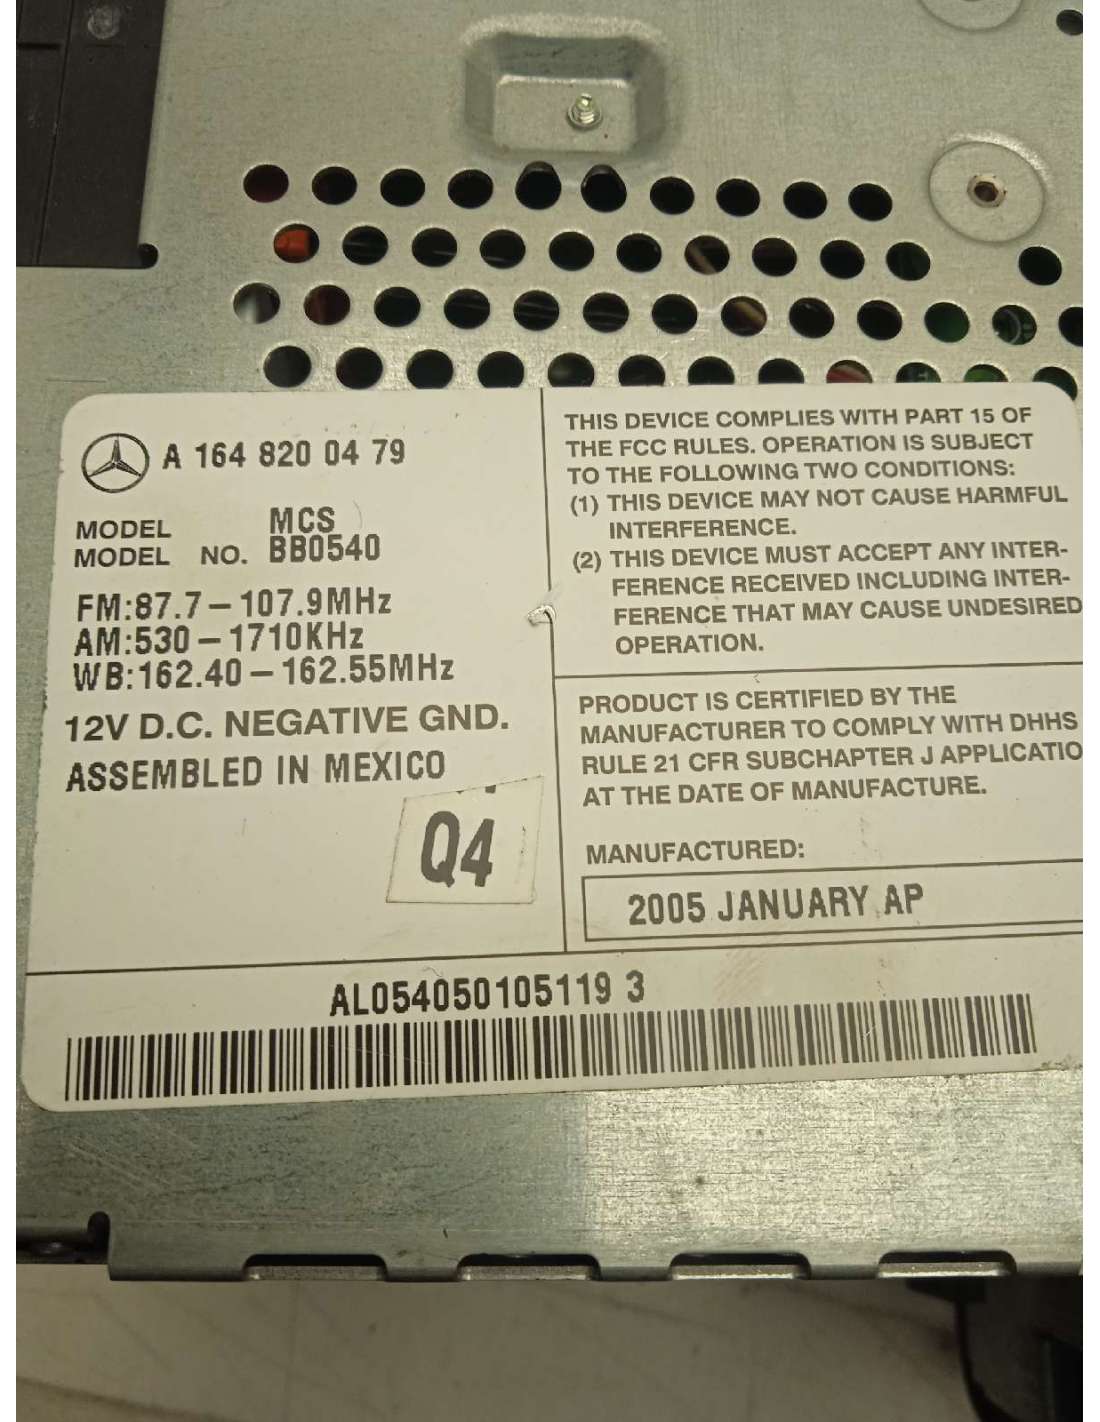 A 164 820 04 79
MODEL MCS
MODEL NO. BB0540
FM:87.7–107.9MHz
AM:530–1710KHz
WB:162.40–162.55MHz
12V D.C. NEGATIVE GND.
ASSEMBLED IN MEXICO
Q4
THIS DEVICE COMPLIES WITH PART 15 OF
THE FCC RULES. OPERATION IS SUBJECT
TO THE FOLLOWING TWO CONDITIONS:
(1) THIS DEVICE MAY NOT CAUSE HARMFUL
INTERFERENCE.
(2) THIS DEVICE MUST ACCEPT ANY INTER-
FERENCE RECEIVED INCLUDING INTER-
FERENCE THAT MAY CAUSE UNDESIRED
OPERATION.
PRODUCT IS CERTIFIED BY THE
MANUFACTURER TO COMPLY WITH DHHS
RULE 21 CFR SUBCHAPTER J APPLICATIO
AT THE DATE OF MANUFACTURE.
MANUFACTURED:
2005 JANUARY AP
AL054050105119 3